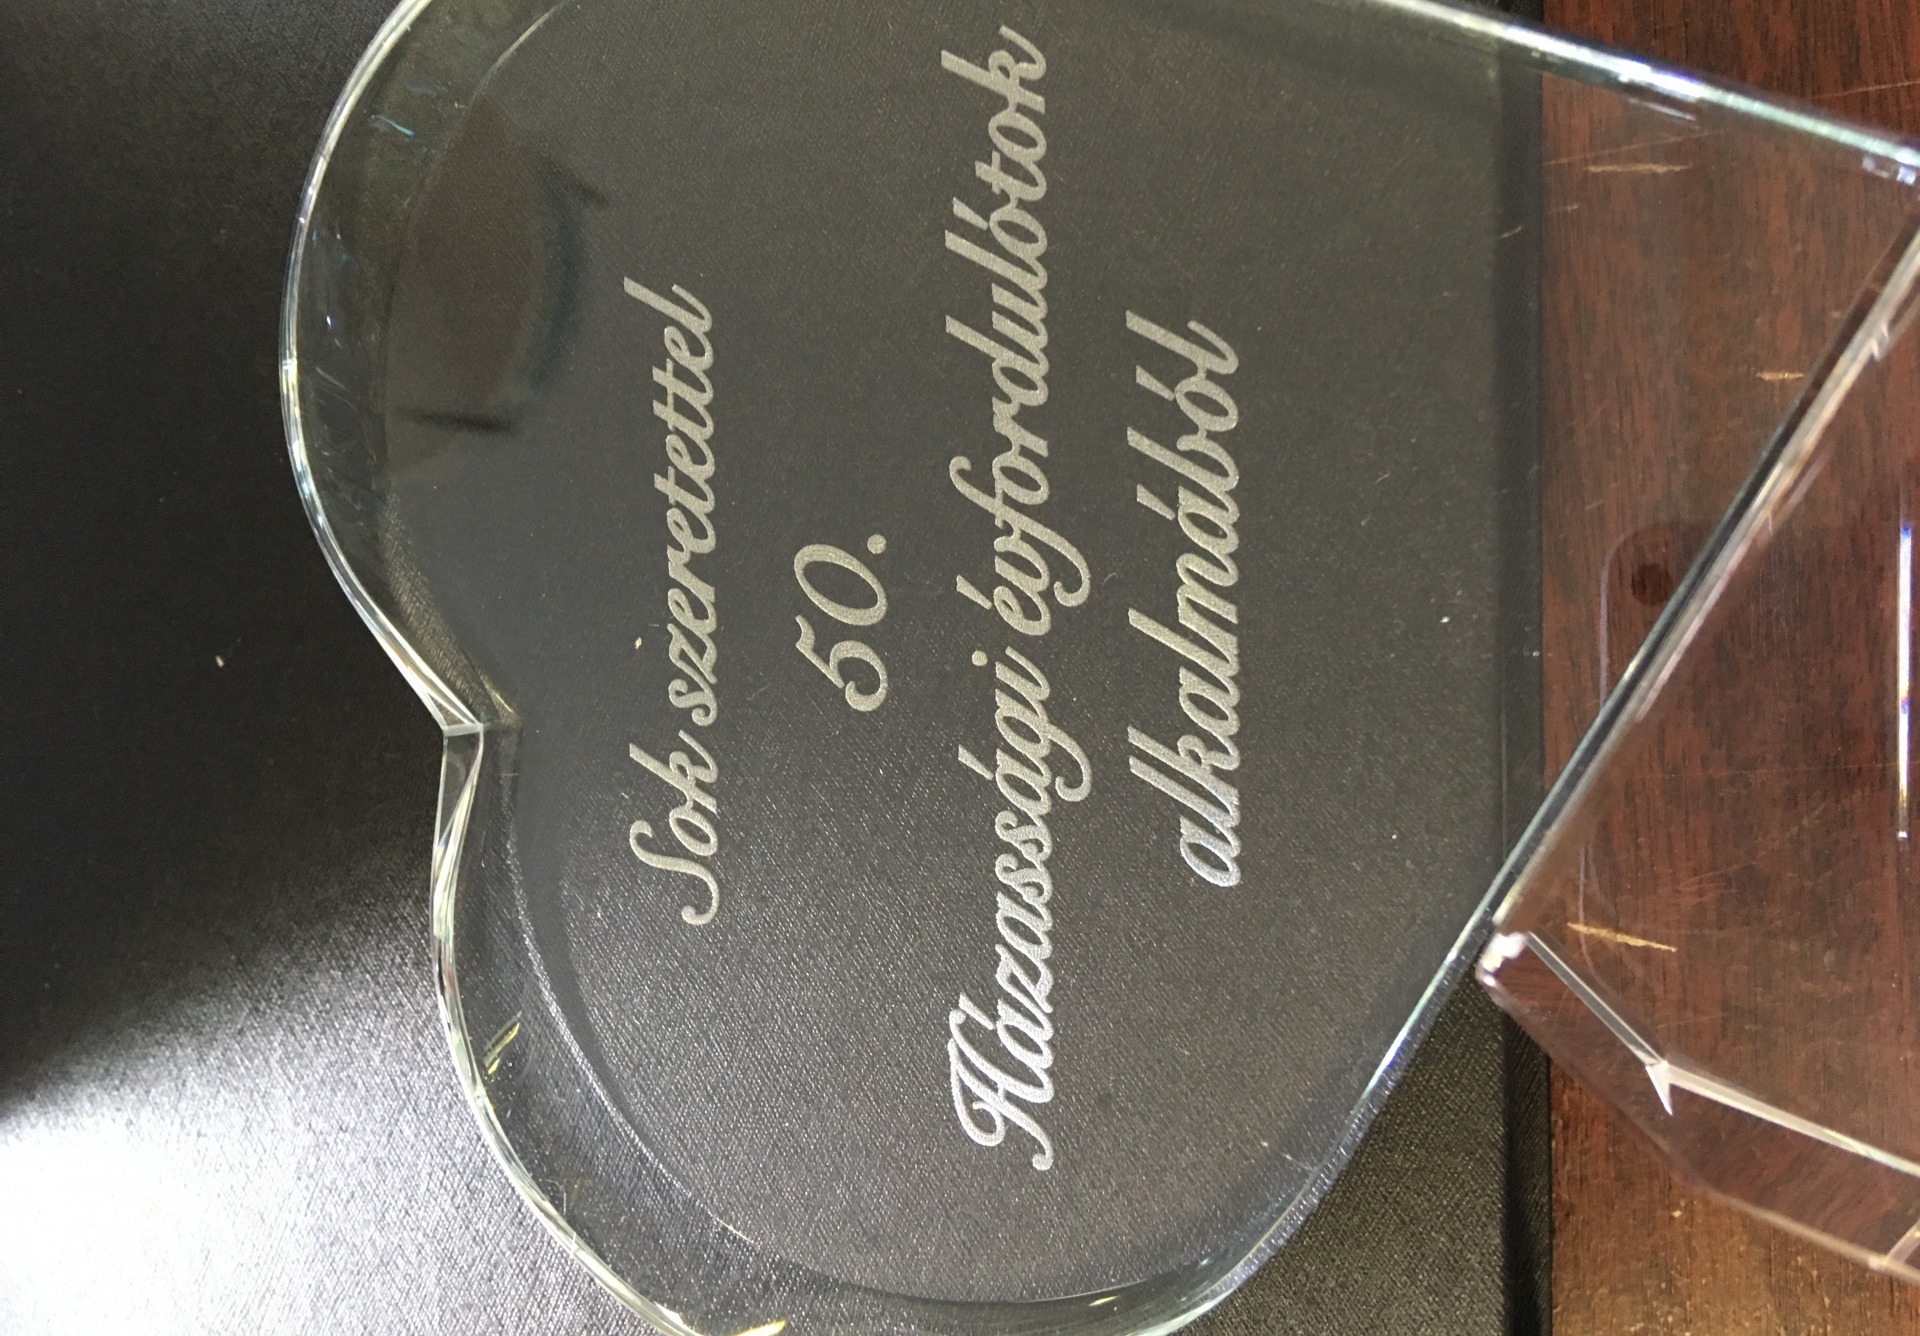 Sok szeretettel
50.
Házassági évfordulótok
alkalmából